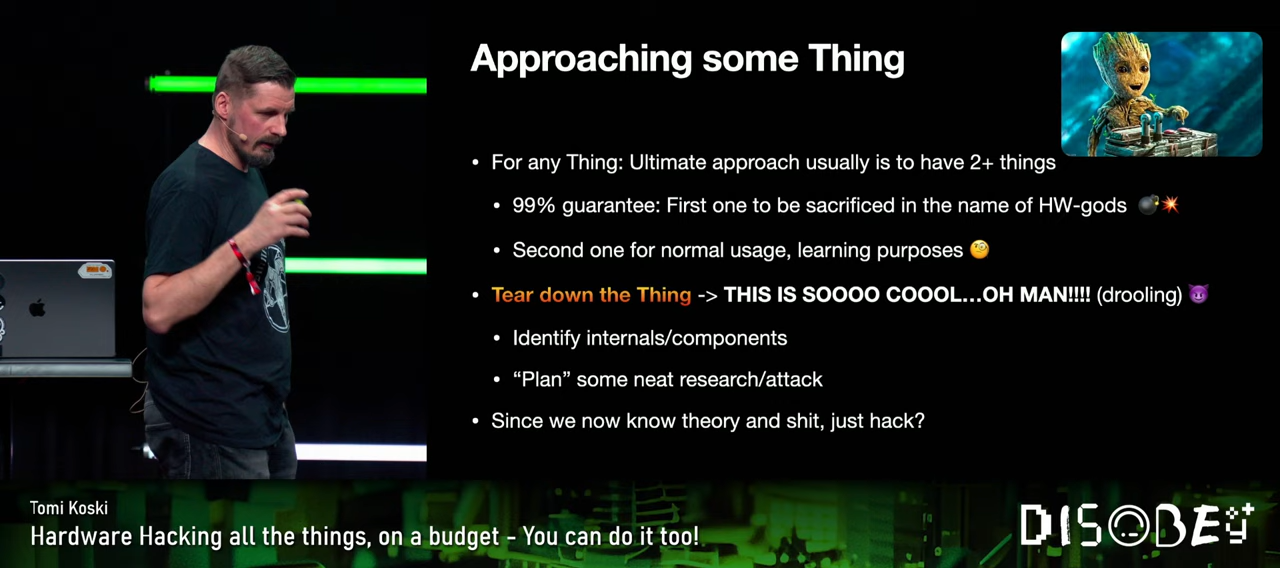 Approaching some Thing
• For any Thing: Ultimate approach usually is to have 2+ things
• 99% guarantee: First one to be sacrificed in the name of HW-gods 💣💥
• Second one for normal usage, learning purposes 🧐
• Tear down the Thing -> THIS IS SOOOO COOOL...OH MAN!!!! (drooling) 😈
• Identify internals/components
• “Plan” some neat research/attack
• Since we now know theory and shit, just hack?
Tomi Koski
Hardware Hacking all the things, on a budget - You can do it too!
DISOBEY